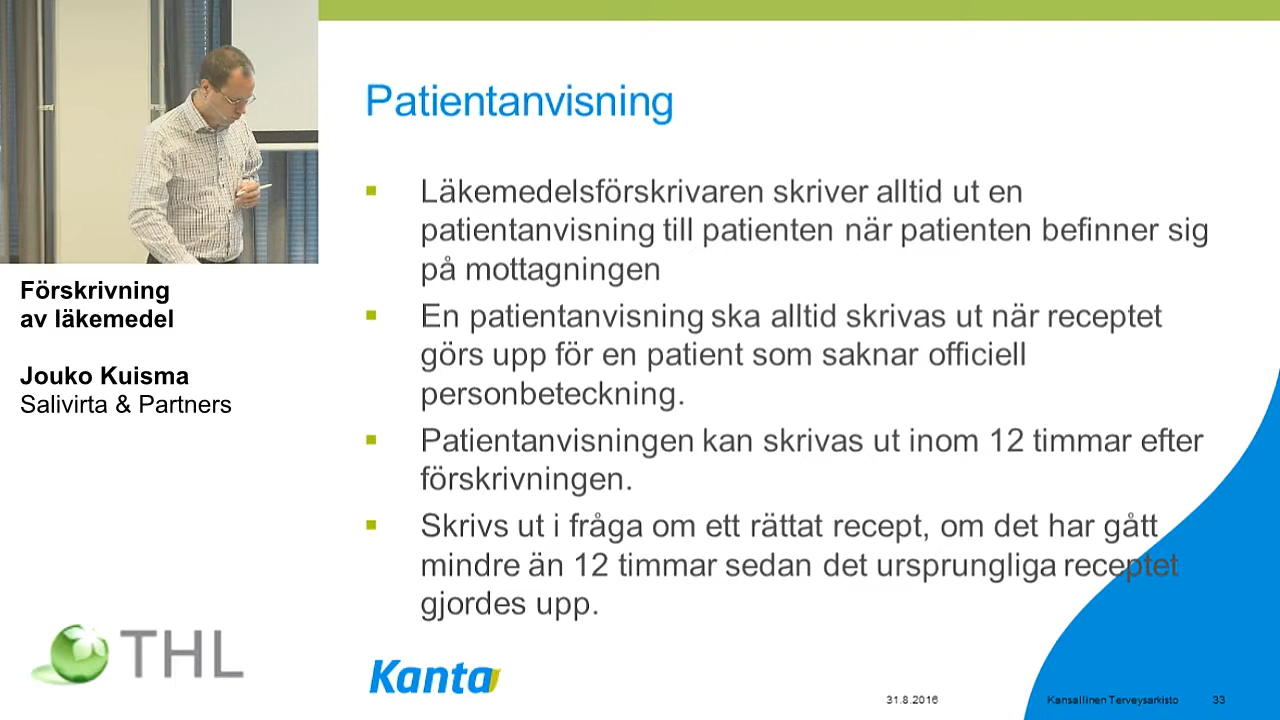 Patientanvisning
Läkemedelsförskrivaren skriver alltid ut en
patientanvisning till patienten när patienten befinner sig
på mottagningen
En patientanvisning ska alltid skrivas ut när receptet
görs upp för en patient som saknar officiell
personbeteckning.
Patientanvisningen kan skrivas ut inom 12 timmar efter
förskrivningen.
Skrivs ut i fråga om ett rättat recept, om det har gått
mindre än 12 timmar sedan det ursprungliga receptet
gjordes upp.
Förskrivning
av läkemedel
Jouko Kuisma
Salivirta & Partners
THL
Kanta
31.8.2016
Kansallinen Terveysarkisto
33